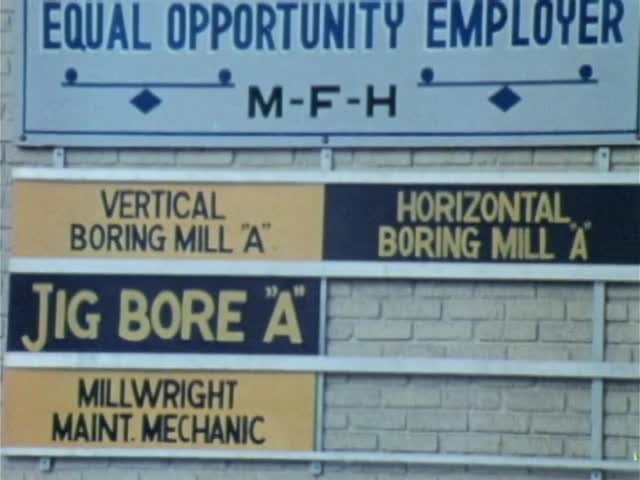 EQUAL OPPORTUNITY EMPLOYER
M-F-H
VERTICAL
BORING MILL "A"
HORIZONTAL
BORING MILL "A"
JIG BORE "A"
MILLWRIGHT
MAINT. MECHANIC